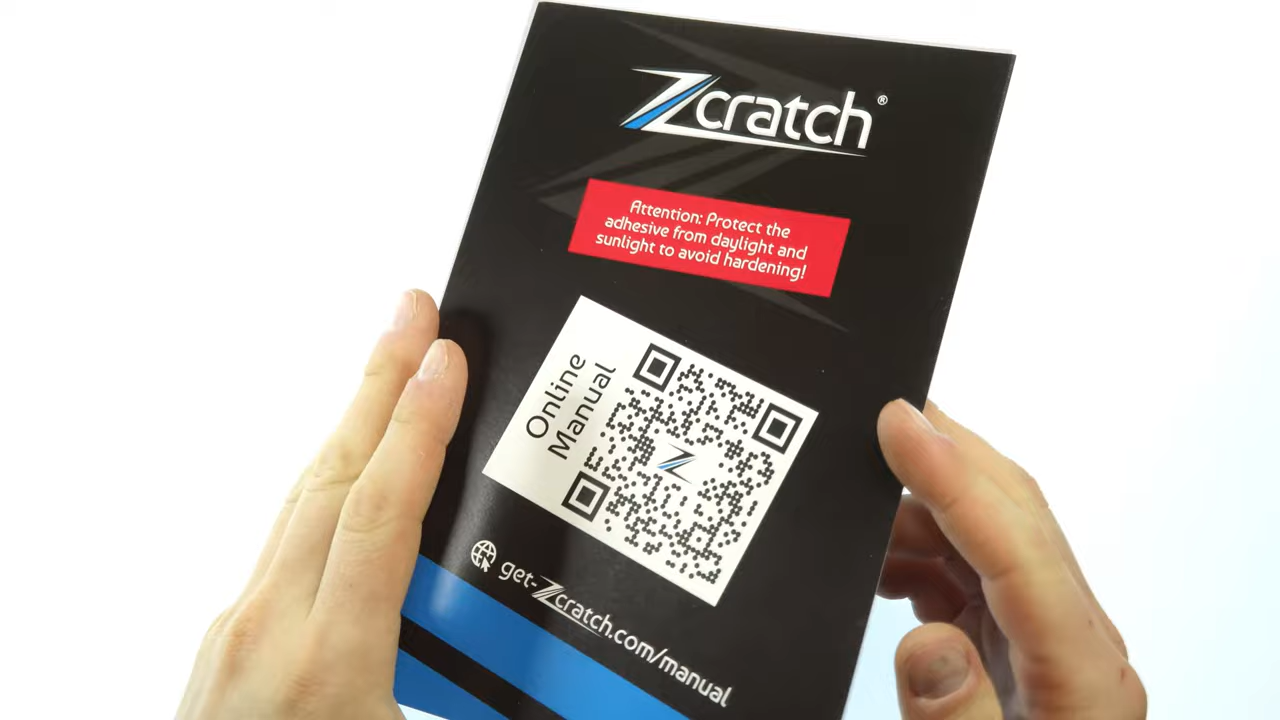 Zcratch®
Attention: Protect the
adhesive from daylight and
sunlight to avoid hardening!
Online
Manual
get-Zcratch.com/manual